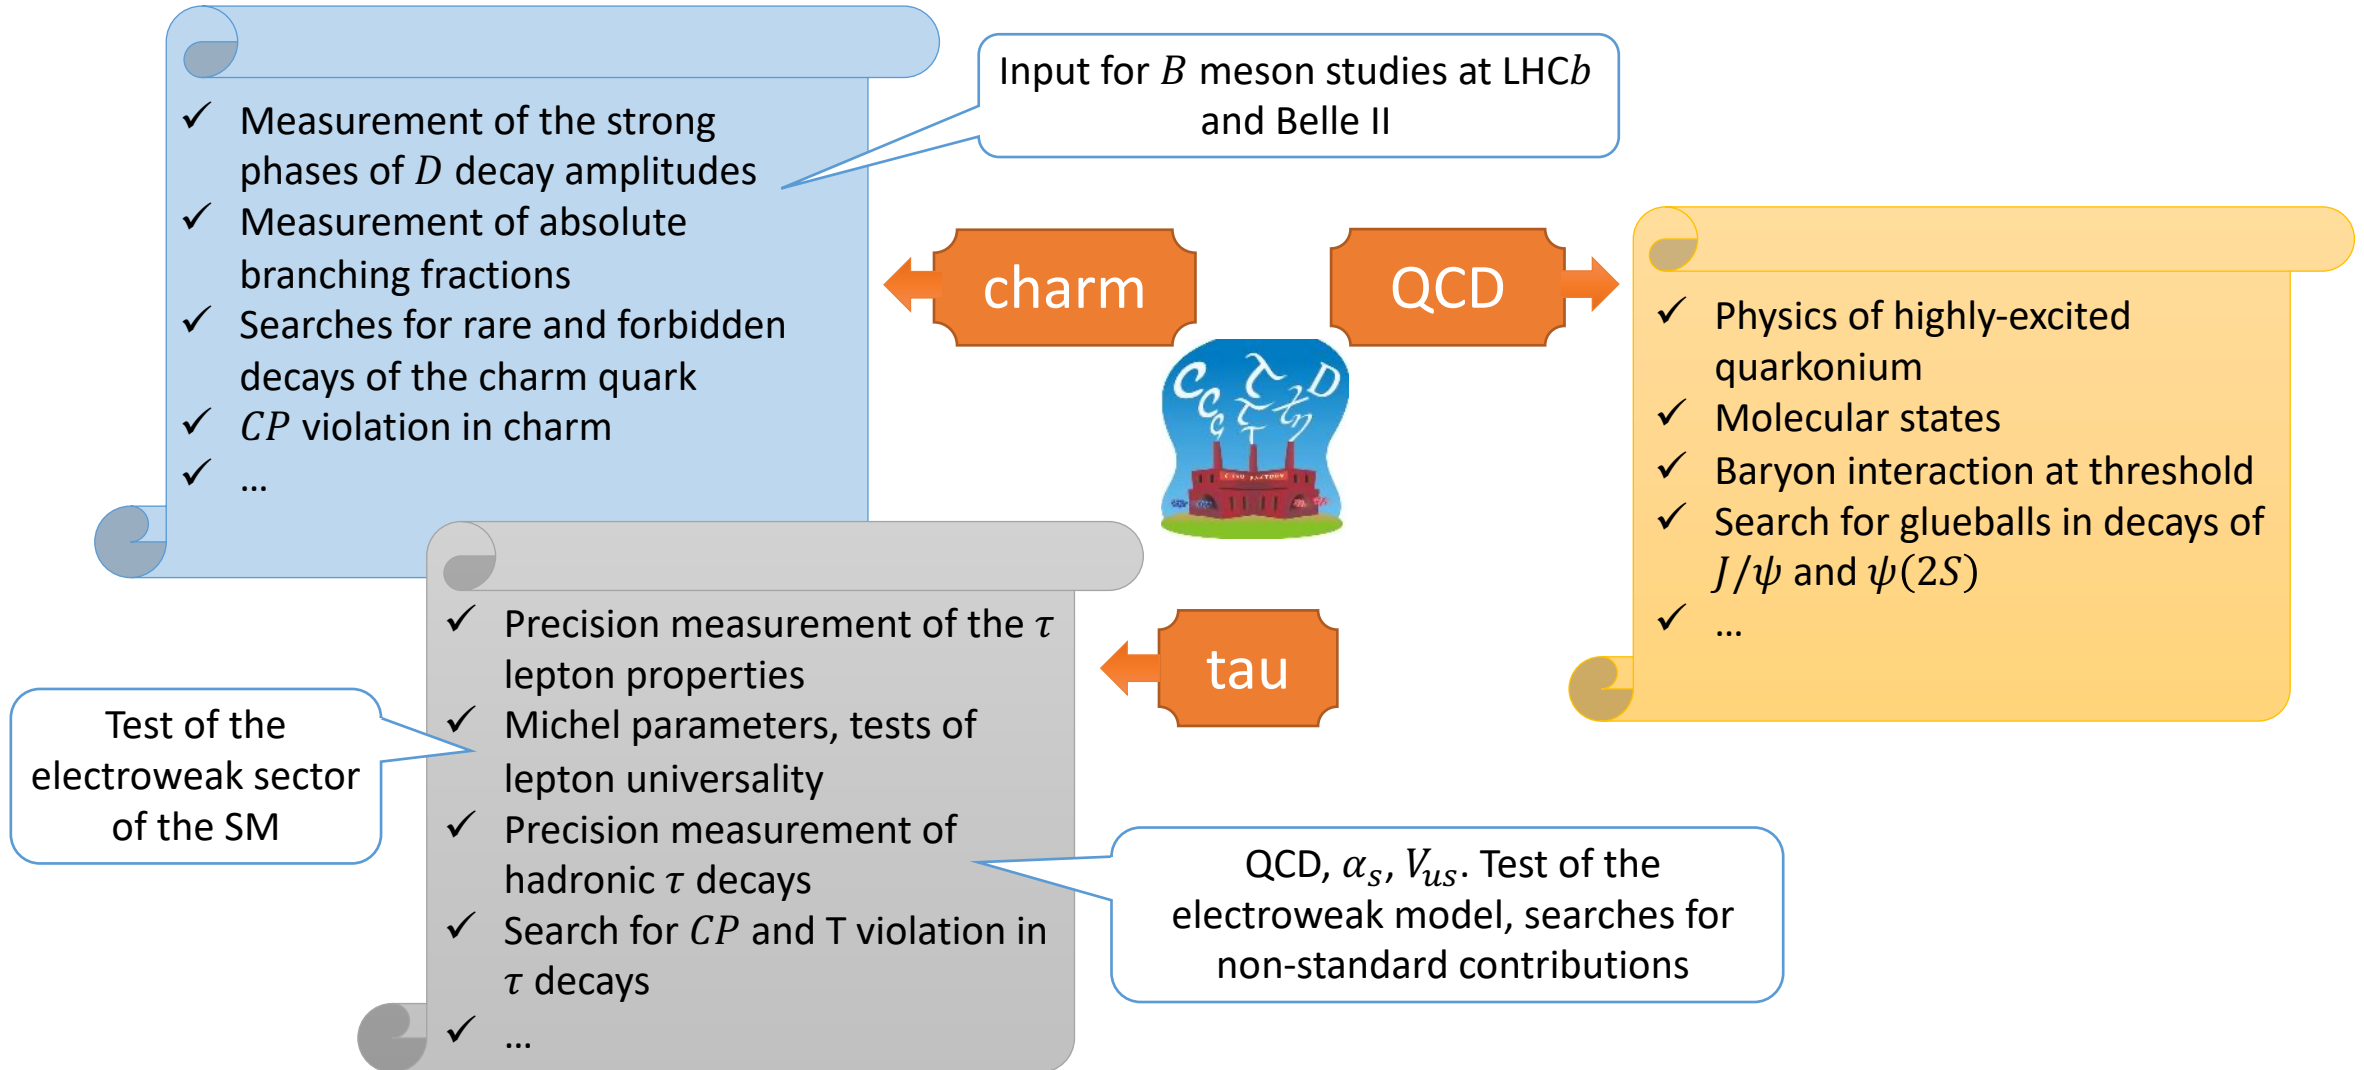 ✓ Measurement of the strong
phases of D decay amplitudes
✓ Measurement of absolute
branching fractions
✓ Searches for rare and forbidden
decays of the charm quark
✓ CP violation in charm
✓ ...
Input for B meson studies at LHCb
and Belle II
charm
QCD
✓ Physics of highly-excited
quarkonium
✓ Molecular states
✓ Baryon interaction at threshold
✓ Search for glueballs in decays of
J/ψ and ψ(2S)
✓ ...
tau
✓ Precision measurement of the τ
lepton properties
✓ Michel parameters, tests of
lepton universality
✓ Precision measurement of
hadronic τ decays
✓ Search for CP and T violation in
τ decays
✓ ...
Test of the
electroweak sector
of the SM
QCD, αₛ, V_us. Test of the
electroweak model, searches for
non-standard contributions